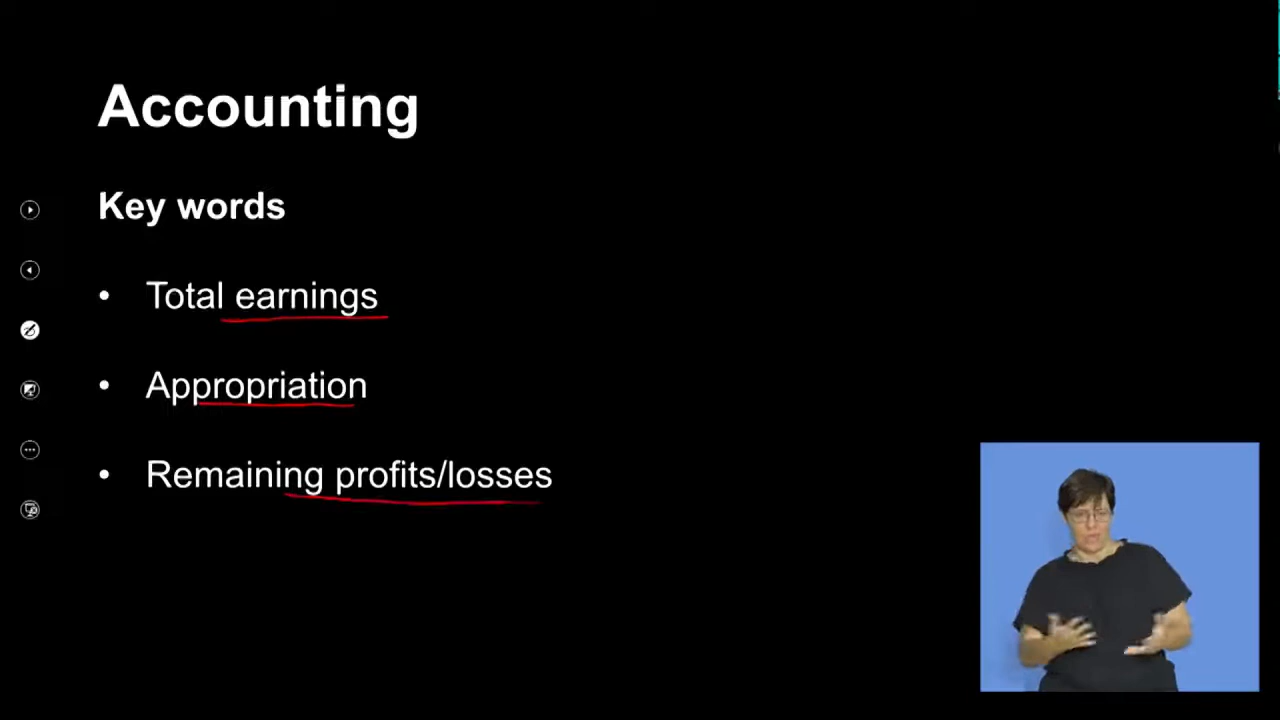 Accounting
Key words
• Total earnings
• Appropriation
• Remaining profits/losses